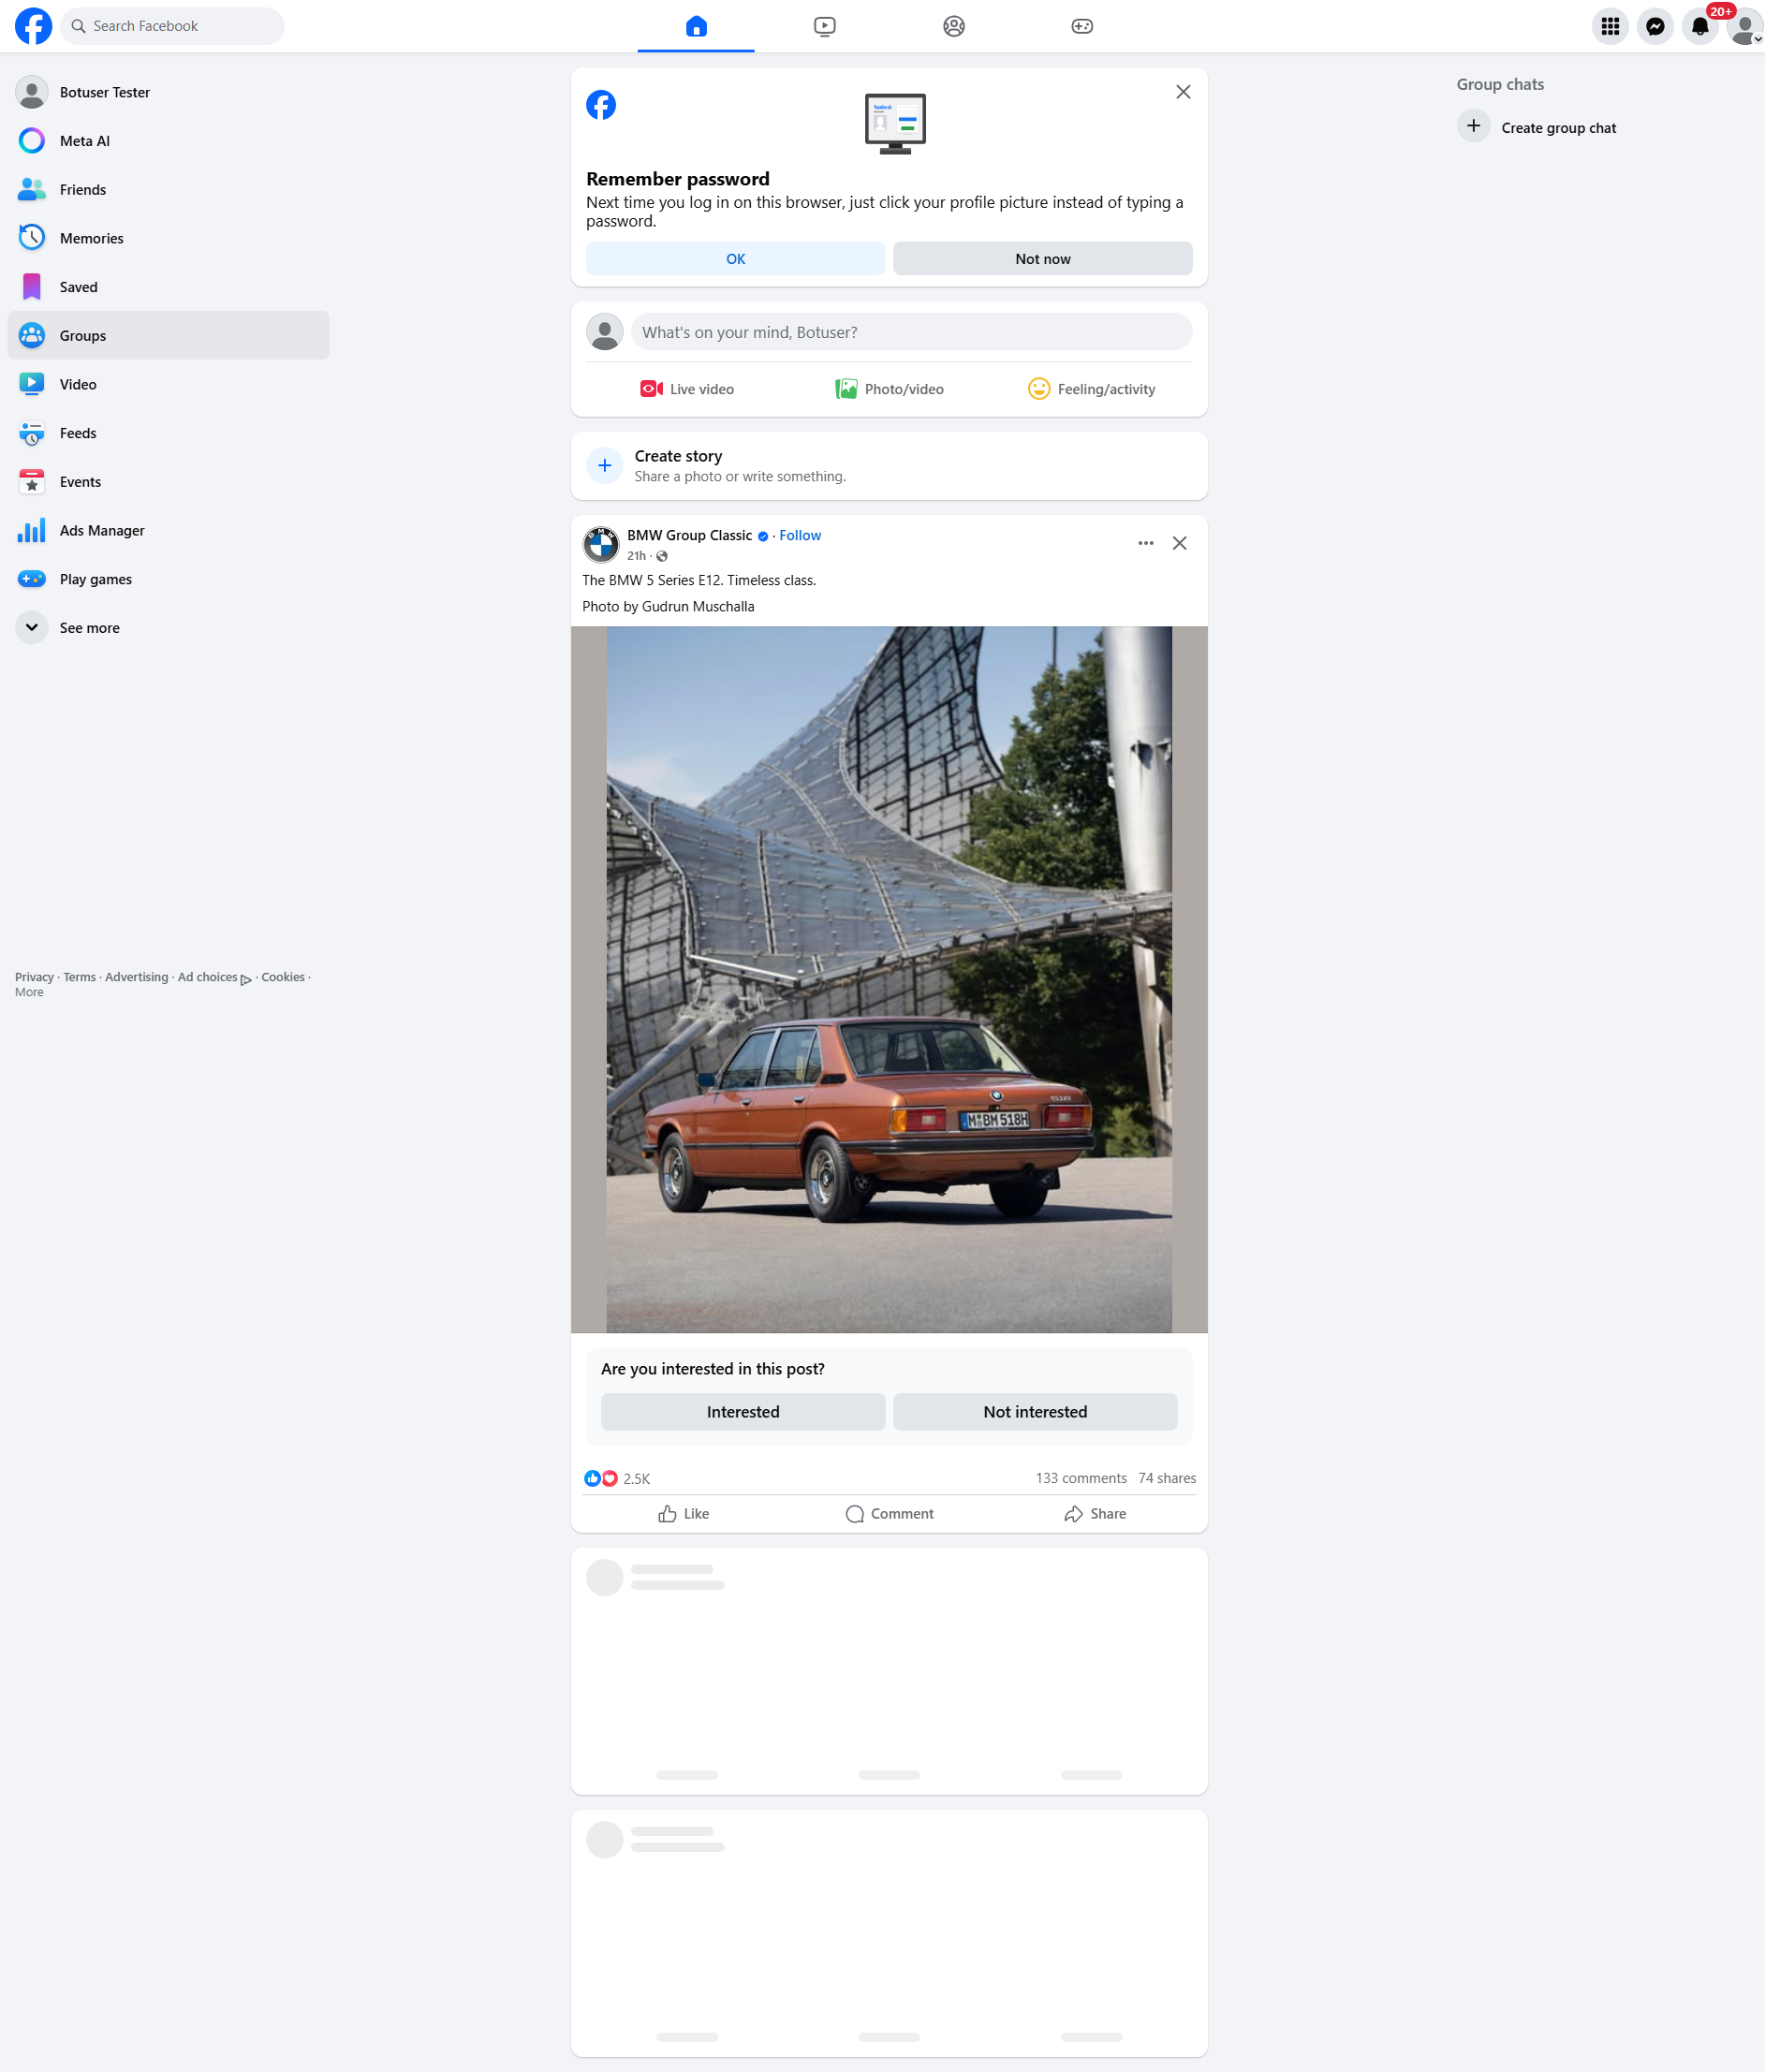 Search Facebook
20+
Botuser Tester
Meta AI
Friends
Memories
Saved
Groups
Video
Feeds
Events
Ads Manager
Play games
See more
Privacy · Terms · Advertising · Ad choices · Cookies ·
More
Remember password
Next time you log in on this browser, just click your profile picture instead of typing a
password.
OK
Not now
What's on your mind, Botuser?
Live video
Photo/video
Feeling/activity
Create story
Share a photo or write something.
BMW Group Classic · Follow
21h ·
The BMW 5 Series E12. Timeless class.
Photo by Gudrun Muschalla
518
M BM 518H
Are you interested in this post?
Interested
Not interested
2.5K
133 comments 74 shares
Like
Comment
Share
Group chats
Create group chat